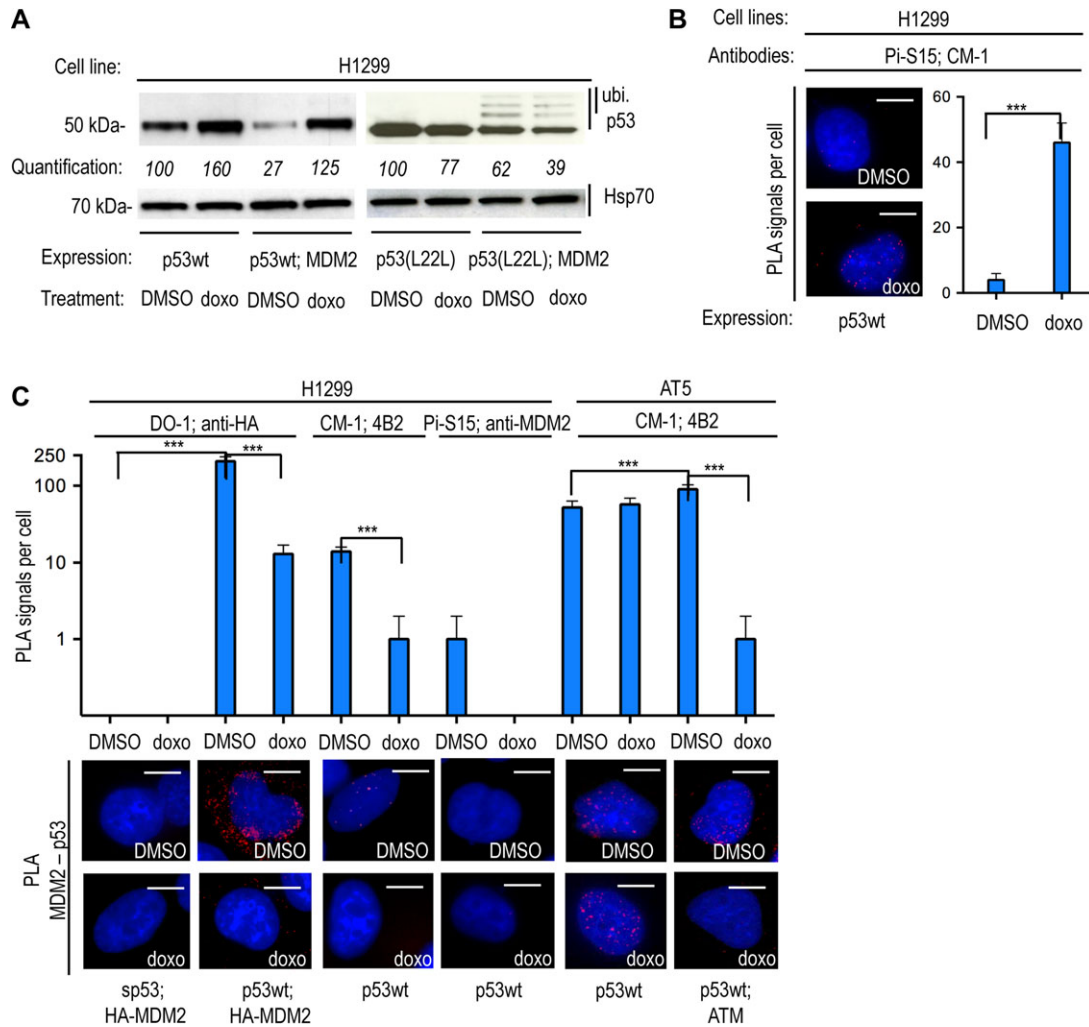 A
Cell line: H1299
50 kDa-
ubi.
p53
Quantification: 100 160 27 125 100 77 62 39
70 kDa-
Hsp70
Expression: p53wt p53wt; MDM2 p53(L22L) p53(L22L); MDM2
Treatment: DMSO doxo DMSO doxo DMSO doxo DMSO doxo
B
Cell lines: H1299
Antibodies: Pi-S15; CM-1
PLA signals per cell
DMSO
doxo
60
40
20
0
***
Expression: p53wt DMSO doxo
C
H1299 AT5
DO-1; anti-HA CM-1; 4B2 Pi-S15; anti-MDM2 CM-1; 4B2
PLA signals per cell
250
100
10
1
*** *** *** *** ***
DMSO doxo DMSO doxo DMSO doxo DMSO doxo DMSO doxo DMSO doxo
PLA
MDM2 – p53
DMSO DMSO DMSO DMSO DMSO DMSO
doxo doxo doxo doxo doxo doxo
sp53; p53wt; p53wt p53wt p53wt p53wt;
HA-MDM2 HA-MDM2 ATM